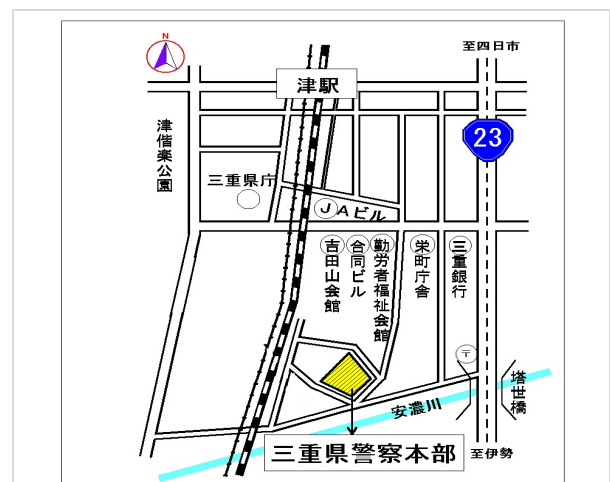 N
至四日市
津駅
23
津偕楽公園
三重県庁
JAビル
吉田山会館
合同ビル
勤労者福祉会館
栄町庁舎
三重銀行
〒
塔世橋
安濃川
三重県警察本部
至伊勢